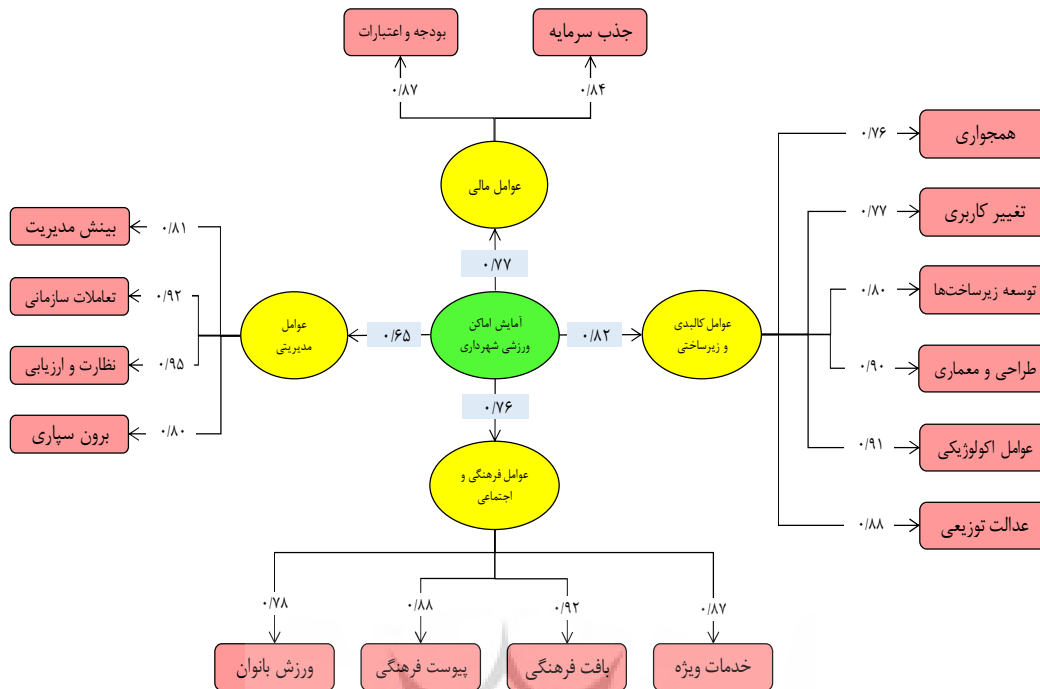 جذب سرمایه
بودجه و اعتبارات
۰/۸۴
۰/۸۷
عوامل مالی
۰/۷۷
آمایش اماکن
ورزشی شهرداری
۰/۸۲
عوامل کالبدی
و زیرساختی
۰/۷۶
همجواری
۰/۷۷
تغییر کاربری
۰/۸۰
توسعه زیرساخت‌ها
۰/۹۰
طراحی و معماری
۰/۹۱
عوامل اکولوژیکی
۰/۸۸
عدالت توزیعی
۰/۶۵
عوامل
مدیریتی
۰/۸۱
بینش مدیریت
۰/۹۲
تعاملات سازمانی
۰/۹۵
نظارت و ارزیابی
۰/۸۰
برون سپاری
۰/۷۶
عوامل فرهنگی و
اجتماعی
۰/۸۷
۰/۹۲
۰/۸۸
۰/۷۸
خدمات ویژه
بافت فرهنگی
پیوست فرهنگی
ورزش بانوان